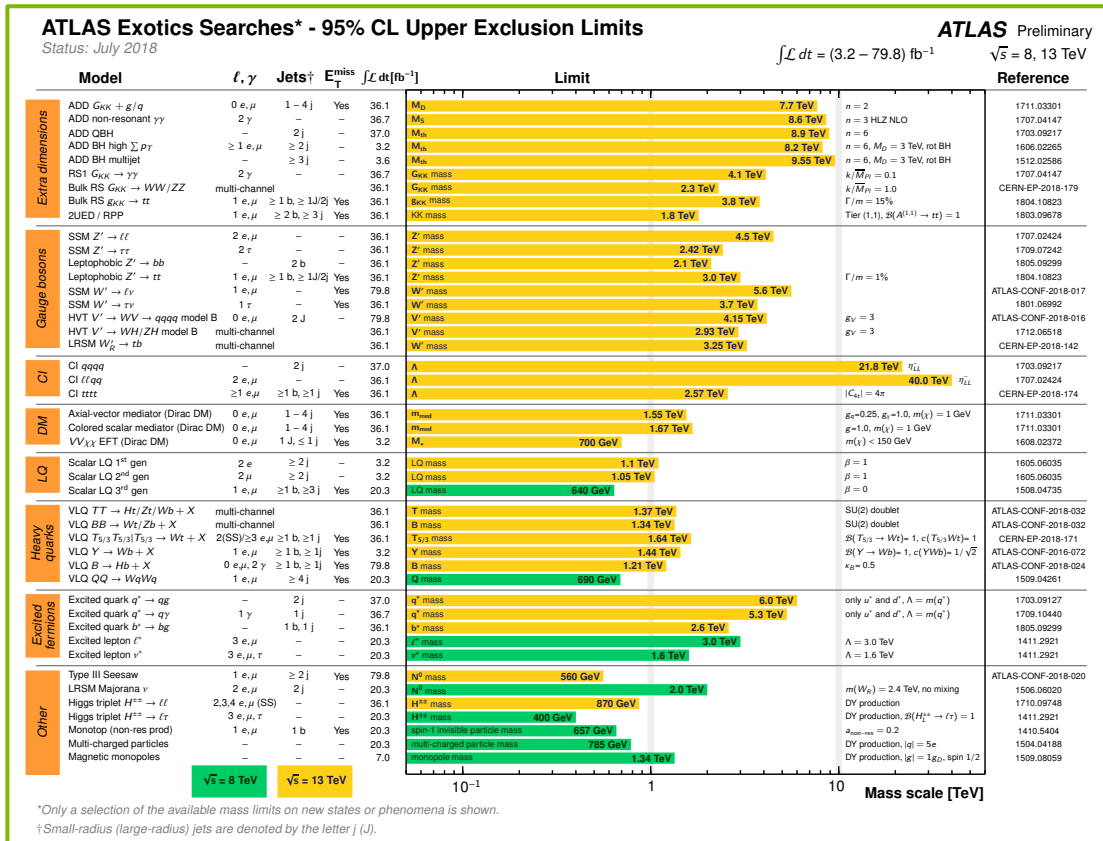 ATLAS Exotics Searches* - 95% CL Upper Exclusion Limits
ATLAS Preliminary
Status: July 2018
∫ℒ dt = (3.2 – 79.8) fb⁻¹ √s = 8, 13 TeV
Model ℓ, γ Jets† E_T^miss ∫ℒ dt[fb⁻¹] Limit Reference
Extra dimensions
ADD G_KK + g/q 0 e, μ 1 – 4 j Yes 36.1 M_D 7.7 TeV n = 2 1711.03301
ADD non-resonant γγ 2 γ – – 36.7 M_S 8.6 TeV n = 3 HLZ NLO 1707.04147
ADD QBH – 2 j – 37.0 M_th 8.9 TeV n = 6 1703.09217
ADD BH high ∑ p_T ≥ 1 e, μ ≥ 2 j – 3.2 M_th 8.2 TeV n = 6, M_D = 3 TeV, rot BH 1606.02265
ADD BH multijet – ≥ 3 j – 3.6 M_th 9.55 TeV n = 6, M_D = 3 TeV, rot BH 1512.02586
RS1 G_KK → γγ 2 γ – – 36.7 G_KK mass 4.1 TeV k/M̄_Pl = 0.1 1707.04147
Bulk RS G_KK → WW/ZZ multi-channel 36.1 G_KK mass 2.3 TeV k/M̄_Pl = 1.0 CERN-EP-2018-179
Bulk RS g_KK → tt 1 e, μ ≥ 1 b, ≥ 1J/2j Yes 36.1 g_KK mass 3.8 TeV Γ/m = 15% 1804.10823
2UED / RPP 1 e, μ ≥ 2 b, ≥ 3 j Yes 36.1 KK mass 1.8 TeV Tier (1,1), ℬ(A^(1,1) → tt) = 1 1803.09678
Gauge bosons
SSM Z′ → ℓℓ 2 e, μ – – 36.1 Z′ mass 4.5 TeV 1707.02424
SSM Z′ → ττ 2 τ – – 36.1 Z′ mass 2.42 TeV 1709.07242
Leptophobic Z′ → bb – 2 b – 36.1 Z′ mass 2.1 TeV 1805.09299
Leptophobic Z′ → tt 1 e, μ ≥ 1 b, ≥ 1J/2j Yes 36.1 Z′ mass 3.0 TeV Γ/m = 1% 1804.10823
SSM W′ → ℓν 1 e, μ – Yes 79.8 W′ mass 5.6 TeV ATLAS-CONF-2018-017
SSM W′ → τν 1 τ – Yes 36.1 W′ mass 3.7 TeV 1801.06992
HVT V′ → WV → qqqq model B 0 e, μ 2 J – 79.8 V′ mass 4.15 TeV g_V = 3 ATLAS-CONF-2018-016
HVT V′ → WH/ZH model B multi-channel 36.1 V′ mass 2.93 TeV g_V = 3 1712.06518
LRSM W′_R → tb multi-channel 36.1 W′ mass 3.25 TeV CERN-EP-2018-142
CI
CI qqqq – 2 j – 37.0 Λ 21.8 TeV η⁻_LL 1703.09217
CI ℓℓqq 2 e, μ – – 36.1 Λ 40.0 TeV η⁻_LL 1707.02424
CI tttt ≥1 e, μ ≥1 b, ≥1 j Yes 36.1 Λ 2.57 TeV |C_4t| = 4π CERN-EP-2018-174
DM
Axial-vector mediator (Dirac DM) 0 e, μ 1 – 4 j Yes 36.1 m_med 1.55 TeV g_q=0.25, g_χ=1.0, m(χ) = 1 GeV 1711.03301
Colored scalar mediator (Dirac DM) 0 e, μ 1 – 4 j Yes 36.1 m_med 1.67 TeV g=1.0, m(χ) = 1 GeV 1711.03301
VVχχ EFT (Dirac DM) 0 e, μ 1 J, ≤ 1 j Yes 3.2 M_* 700 GeV m(χ) < 150 GeV 1608.02372
LQ
Scalar LQ 1st gen 2 e ≥ 2 j – 3.2 LQ mass 1.1 TeV β = 1 1605.06035
Scalar LQ 2nd gen 2 μ ≥ 2 j – 3.2 LQ mass 1.05 TeV β = 1 1605.06035
Scalar LQ 3rd gen 1 e, μ ≥1 b, ≥3 j Yes 20.3 LQ mass 640 GeV β = 0 1508.04735
Heavy quarks
VLQ TT → Ht/Zt/Wb + X multi-channel 36.1 T mass 1.37 TeV SU(2) doublet ATLAS-CONF-2018-032
VLQ BB → Wt/Zb + X multi-channel 36.1 B mass 1.34 TeV SU(2) doublet ATLAS-CONF-2018-032
VLQ T_5/3 T_5/3|T_5/3 → Wt + X 2(SS)/≥3 e,μ ≥1 b, ≥1 j Yes 36.1 T_5/3 mass 1.64 TeV ℬ(T_5/3 → Wt)= 1, c(T_5/3Wt)= 1 CERN-EP-2018-171
VLQ Y → Wb + X 1 e, μ ≥ 1 b, ≥ 1j Yes 3.2 Y mass 1.44 TeV ℬ(Y → Wb)= 1, c(YWb)= 1/√2 ATLAS-CONF-2016-072
VLQ B → Hb + X 0 e,μ, 2 γ ≥ 1 b, ≥ 1j Yes 79.8 B mass 1.21 TeV κ_B= 0.5 ATLAS-CONF-2018-024
VLQ QQ → WqWq 1 e, μ ≥ 4 j Yes 20.3 Q mass 690 GeV 1509.04261
Excited fermions
Excited quark q* → qg – 2 j – 37.0 q* mass 6.0 TeV only u* and d*, Λ = m(q*) 1703.09127
Excited quark q* → qγ 1 γ 1 j – 36.7 q* mass 5.3 TeV only u* and d*, Λ = m(q*) 1709.10440
Excited quark b* → bg – 1 b, 1 j – 36.1 b* mass 2.6 TeV 1805.09299
Excited lepton ℓ* 3 e, μ – – 20.3 ℓ* mass 3.0 TeV Λ = 3.0 TeV 1411.2921
Excited lepton ν* 3 e, μ, τ – – 20.3 ν* mass 1.6 TeV Λ = 1.6 TeV 1411.2921
Other
Type III Seesaw 1 e, μ ≥ 2 j Yes 79.8 N⁰ mass 560 GeV ATLAS-CONF-2018-020
LRSM Majorana ν 2 e, μ 2 j – 20.3 N⁰ mass 2.0 TeV m(W_R) = 2.4 TeV, no mixing 1506.06020
Higgs triplet H^±± → ℓℓ 2,3,4 e, μ (SS) – – 36.1 H^±± mass 870 GeV DY production 1710.09748
Higgs triplet H^±± → ℓτ 3 e, μ, τ – – 20.3 H^±± mass 400 GeV DY production, ℬ(H_L^±± → ℓτ) = 1 1411.2921
Monotop (non-res prod) 1 e, μ 1 b Yes 20.3 spin-1 invisible particle mass 657 GeV a_non-res = 0.2 1410.5404
Multi-charged particles – – – 20.3 multi-charged particle mass 785 GeV DY production, |q| = 5e 1504.04188
Magnetic monopoles – – – 7.0 monopole mass 1.34 TeV DY production, |g| = 1g_D, spin 1/2 1509.08059
√s = 8 TeV √s = 13 TeV
10⁻¹ 1 10
Mass scale [TeV]
*Only a selection of the available mass limits on new states or phenomena is shown.
†Small-radius (large-radius) jets are denoted by the letter j (J).